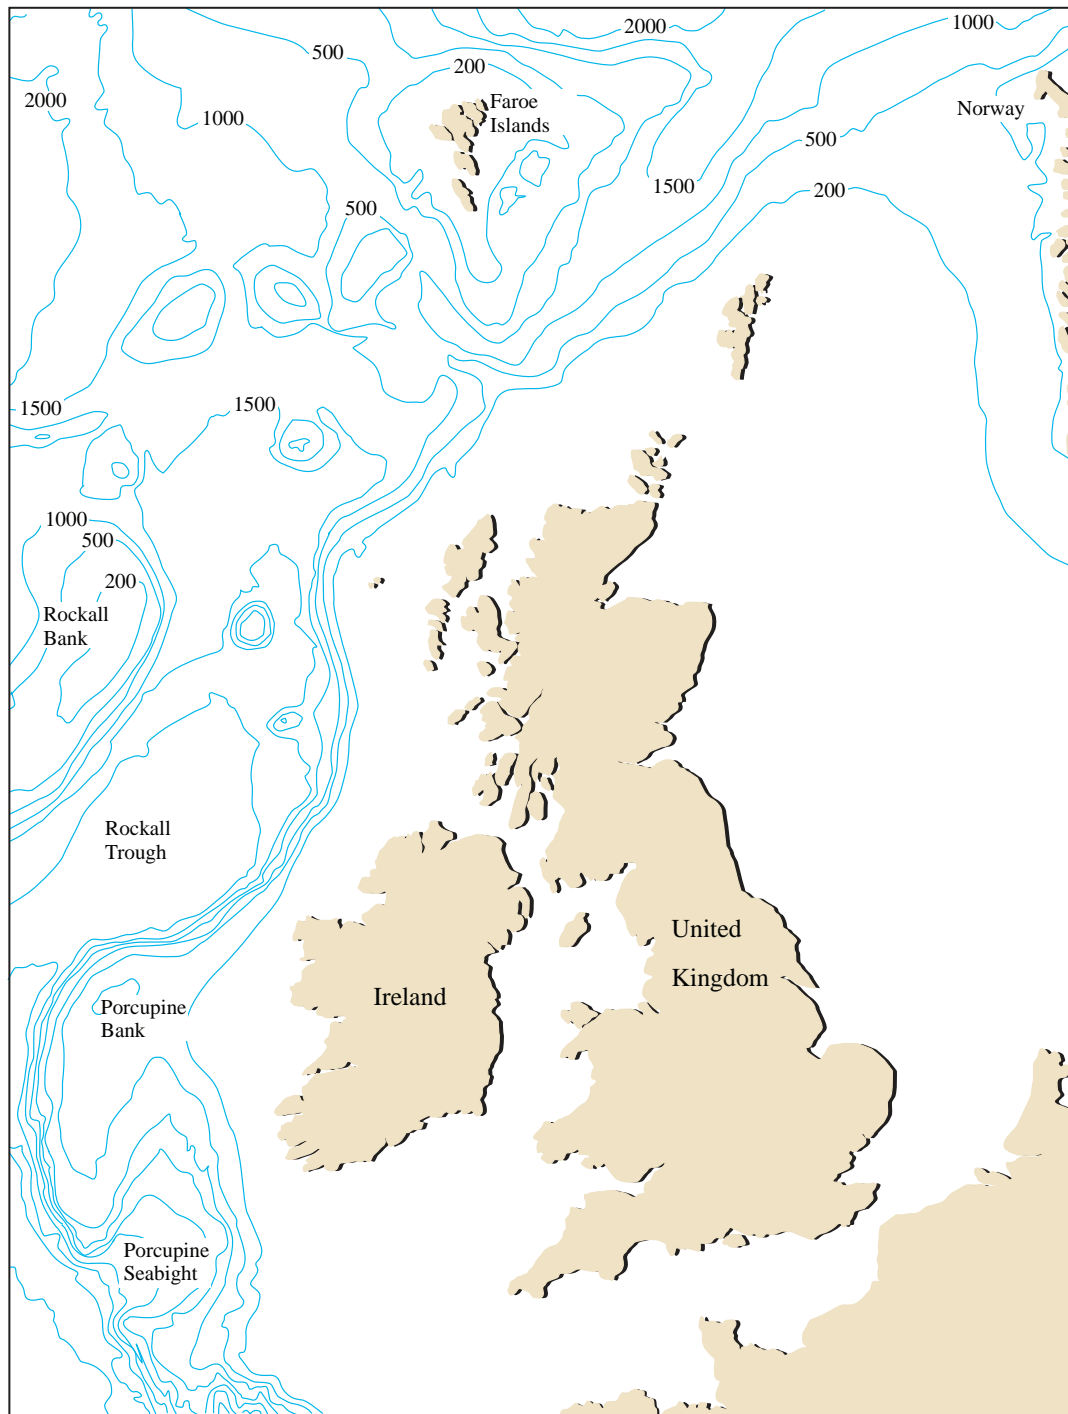 2000
1000
500
200
Faroe
Islands
2000
Norway
1000
500
1500
200
500
1500
1500
1000
500
200
Rockall
Bank
Rockall
Trough
United
Kingdom
Ireland
Porcupine
Bank
Porcupine
Seabight